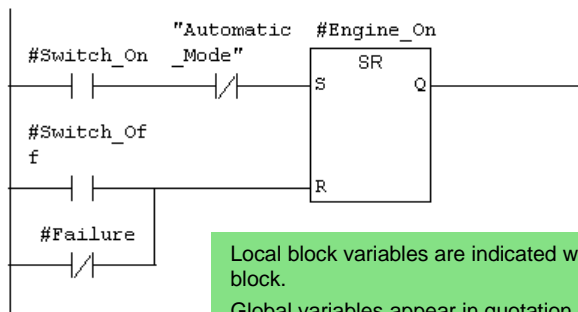 "Automatic #Engine_On
#Switch_On _Mode" SR
S Q
#Switch_Of
f
R
#Failure
Local block variables are indicated
block.
Global variables appear in quotation